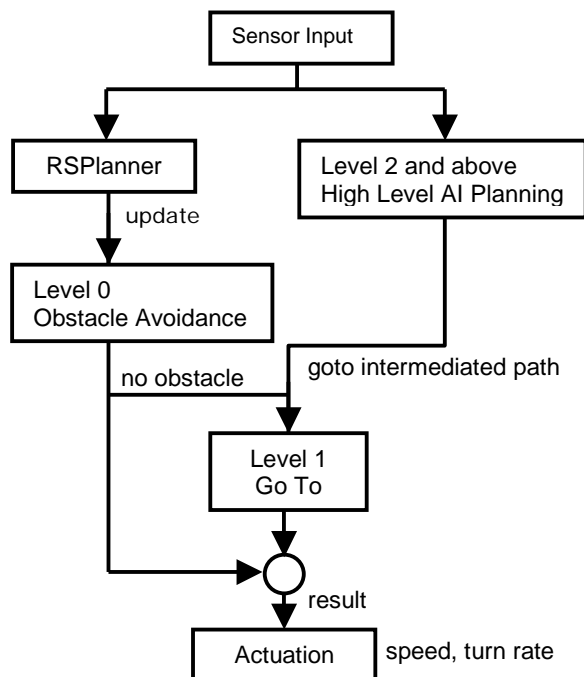 Sensor Input
RSPlanner
Level 2 and above
High Level AI Planning
update
Level 0
Obstacle Avoidance
no obstacle
goto intermediated path
Level 1
Go To
result
Actuation
speed, turn rate